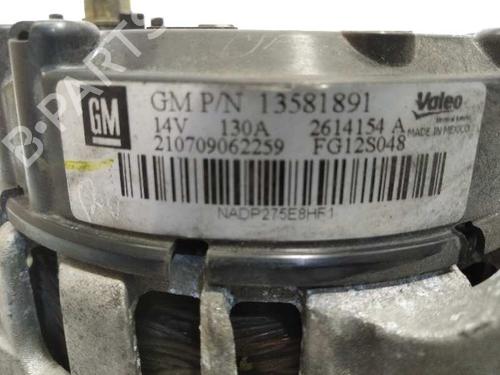 B-PARTS
GM
GM P/N 13581891
Valeo
14V 130A 2614154 A
MADE IN MEXICO
210709062259 FG12S048
NADP275E8HF1